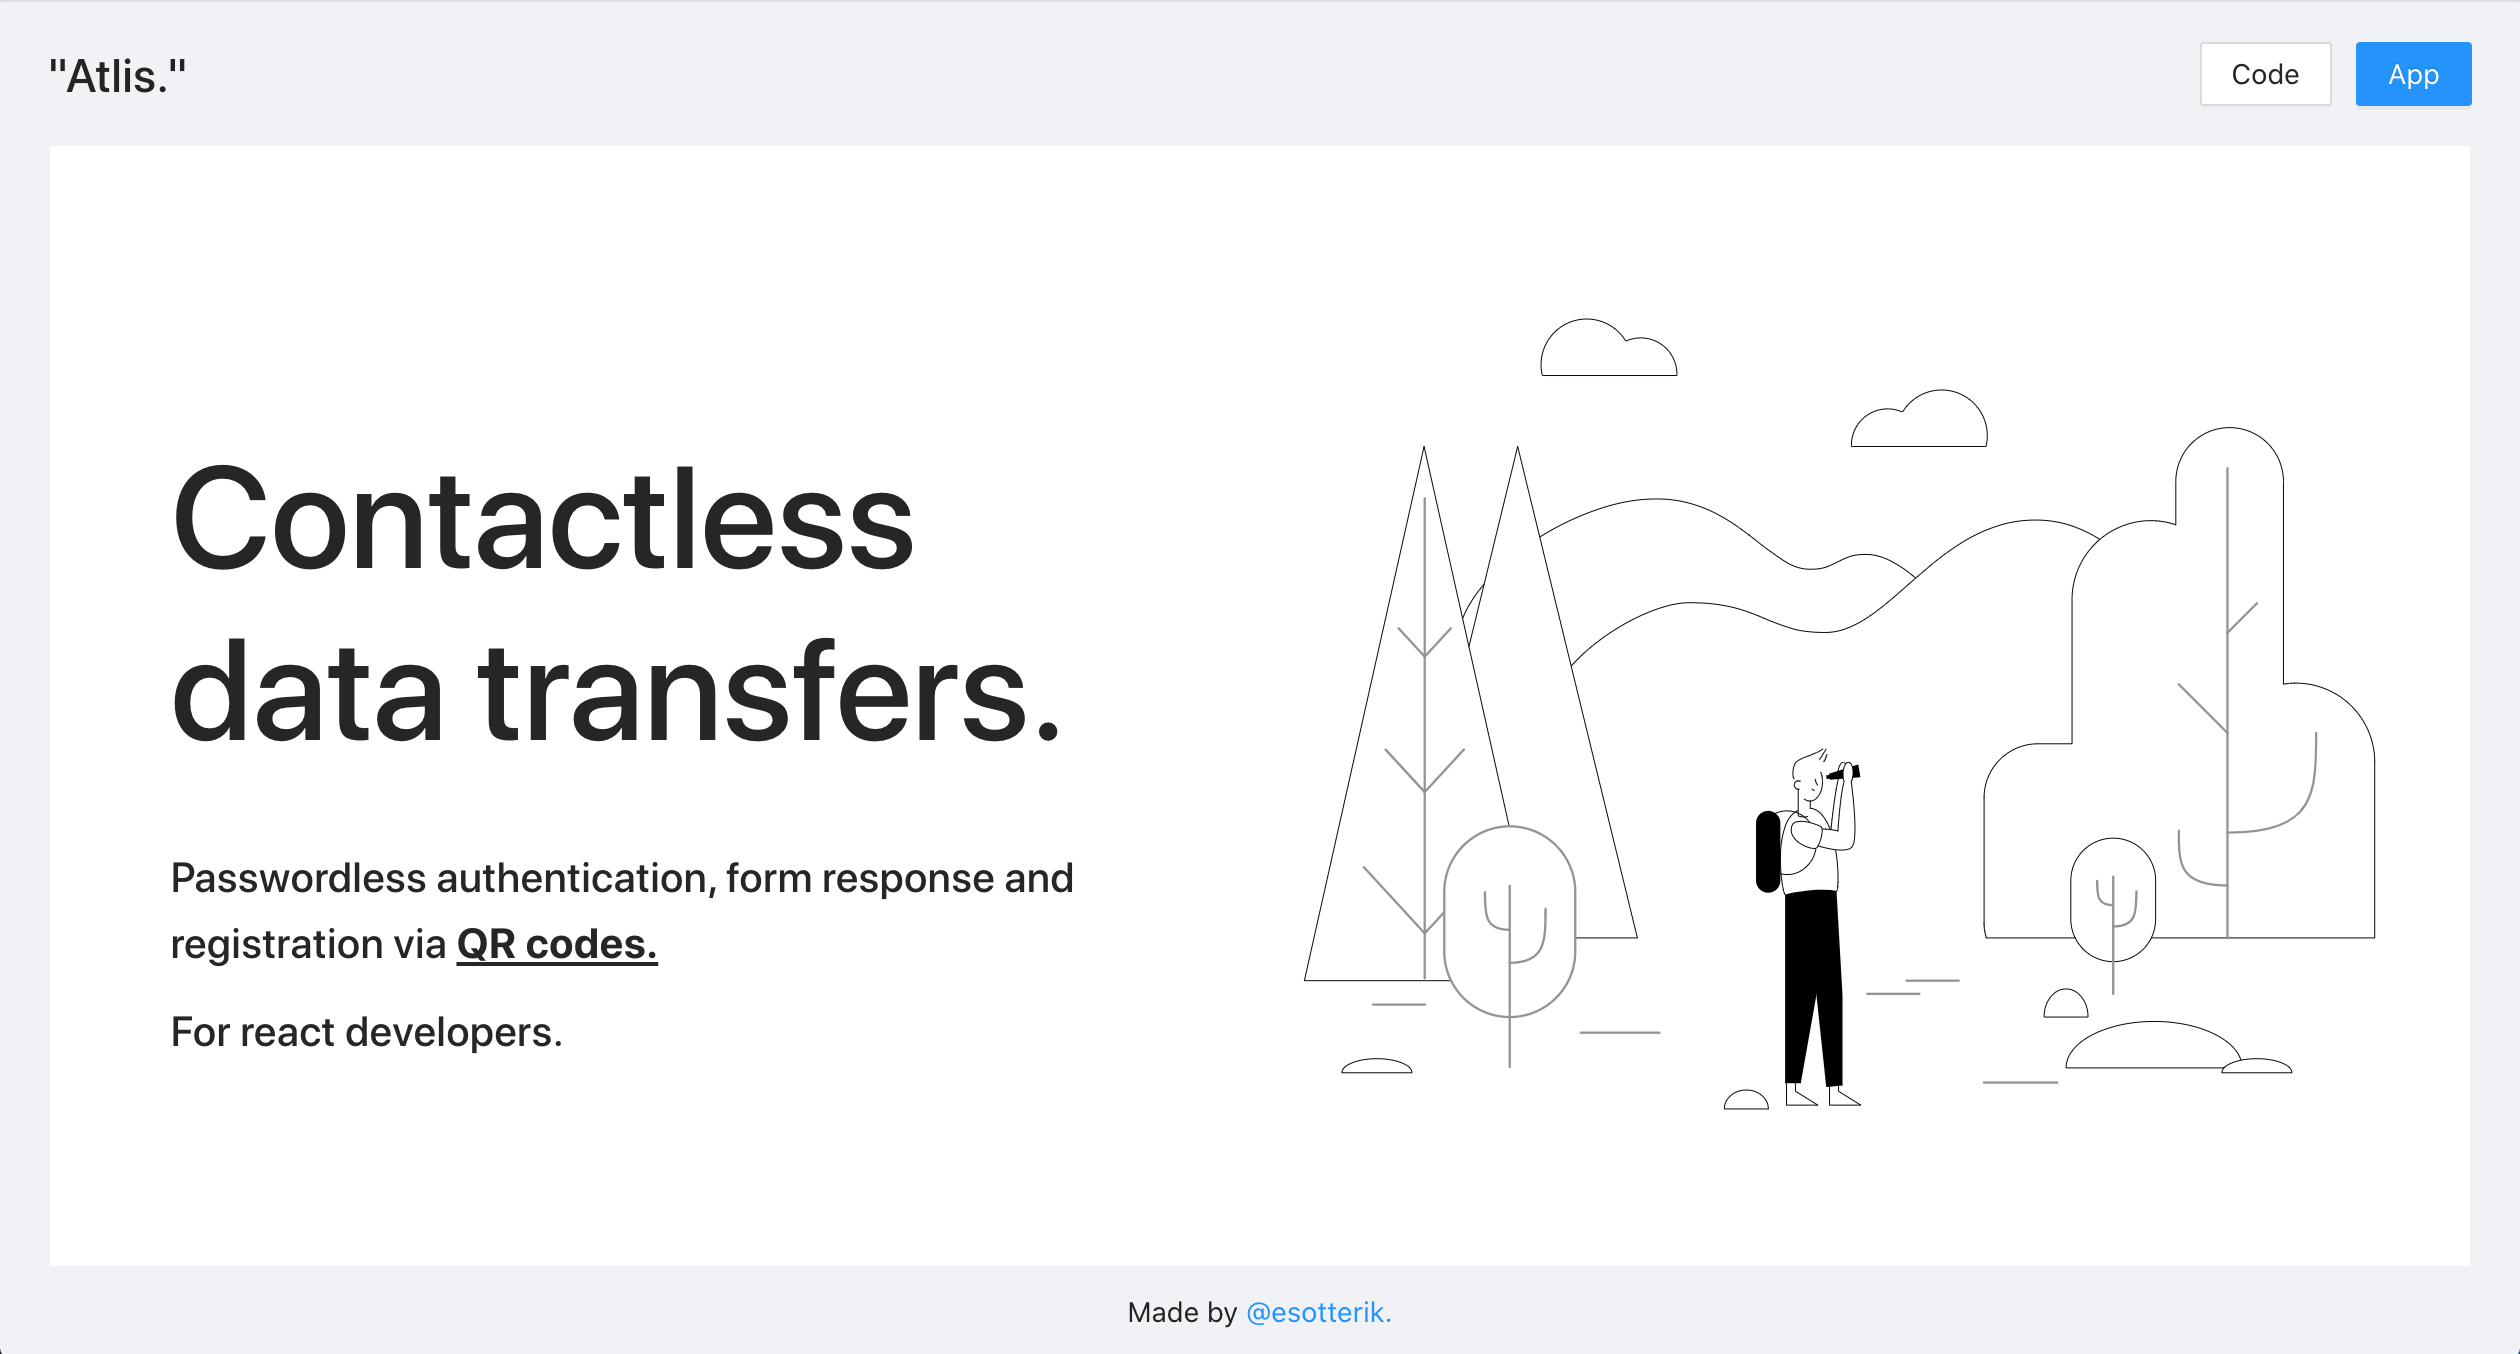 "Atlis."
Code
App
Contactless
data transfers.
Passwordless authentication, form response and
registration via QR codes.
For react developers.
Made by @esotterik.